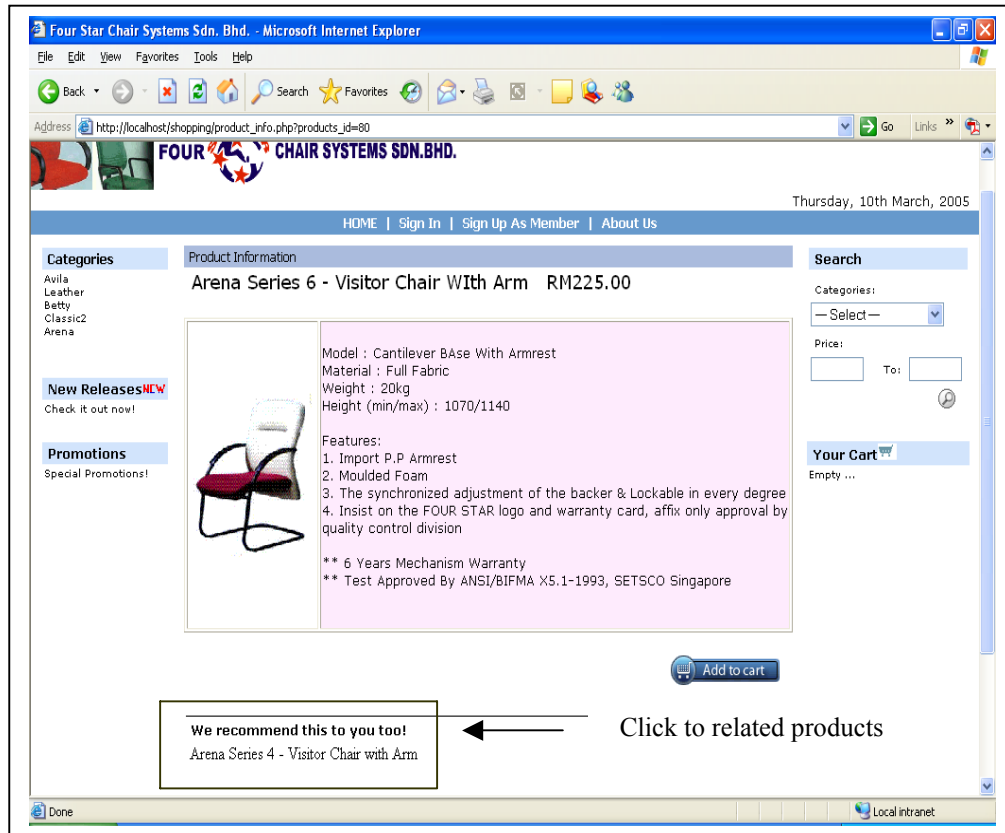 Four Star Chair Systems Sdn. Bhd. - Microsoft Internet Explorer
File Edit View Favorites Tools Help
Back Search Favorites
Address http://localhost/shopping/product_info.php?products_id=80 Go Links »
FOUR CHAIR SYSTEMS SDN.BHD.
Thursday, 10th March, 2005
HOME | Sign In | Sign Up As Member | About Us
Categories
Avila
Leather
Betty
Classic2
Arena
New Releases NEW
Check it out now!
Promotions
Special Promotions!
Product Information
Arena Series 6 - Visitor Chair WIth Arm RM225.00
Model : Cantilever BAse With Armrest
Material : Full Fabric
Weight : 20kg
Height (min/max) : 1070/1140
Features:
1. Import P.P Armrest
2. Moulded Foam
3. The synchronized adjustment of the backer & Lockable in every degree
4. Insist on the FOUR STAR logo and warranty card, affix only approval by
quality control division
** 6 Years Mechanism Warranty
** Test Approved By ANSI/BIFMA X5.1-1993, SETSCO Singapore
Add to cart
Search
Categories:
— Select —
Price:
To:
Your Cart
Empty ...
We recommend this to you too!
Arena Series 4 - Visitor Chair with Arm
Click to related products
Done
Local intranet